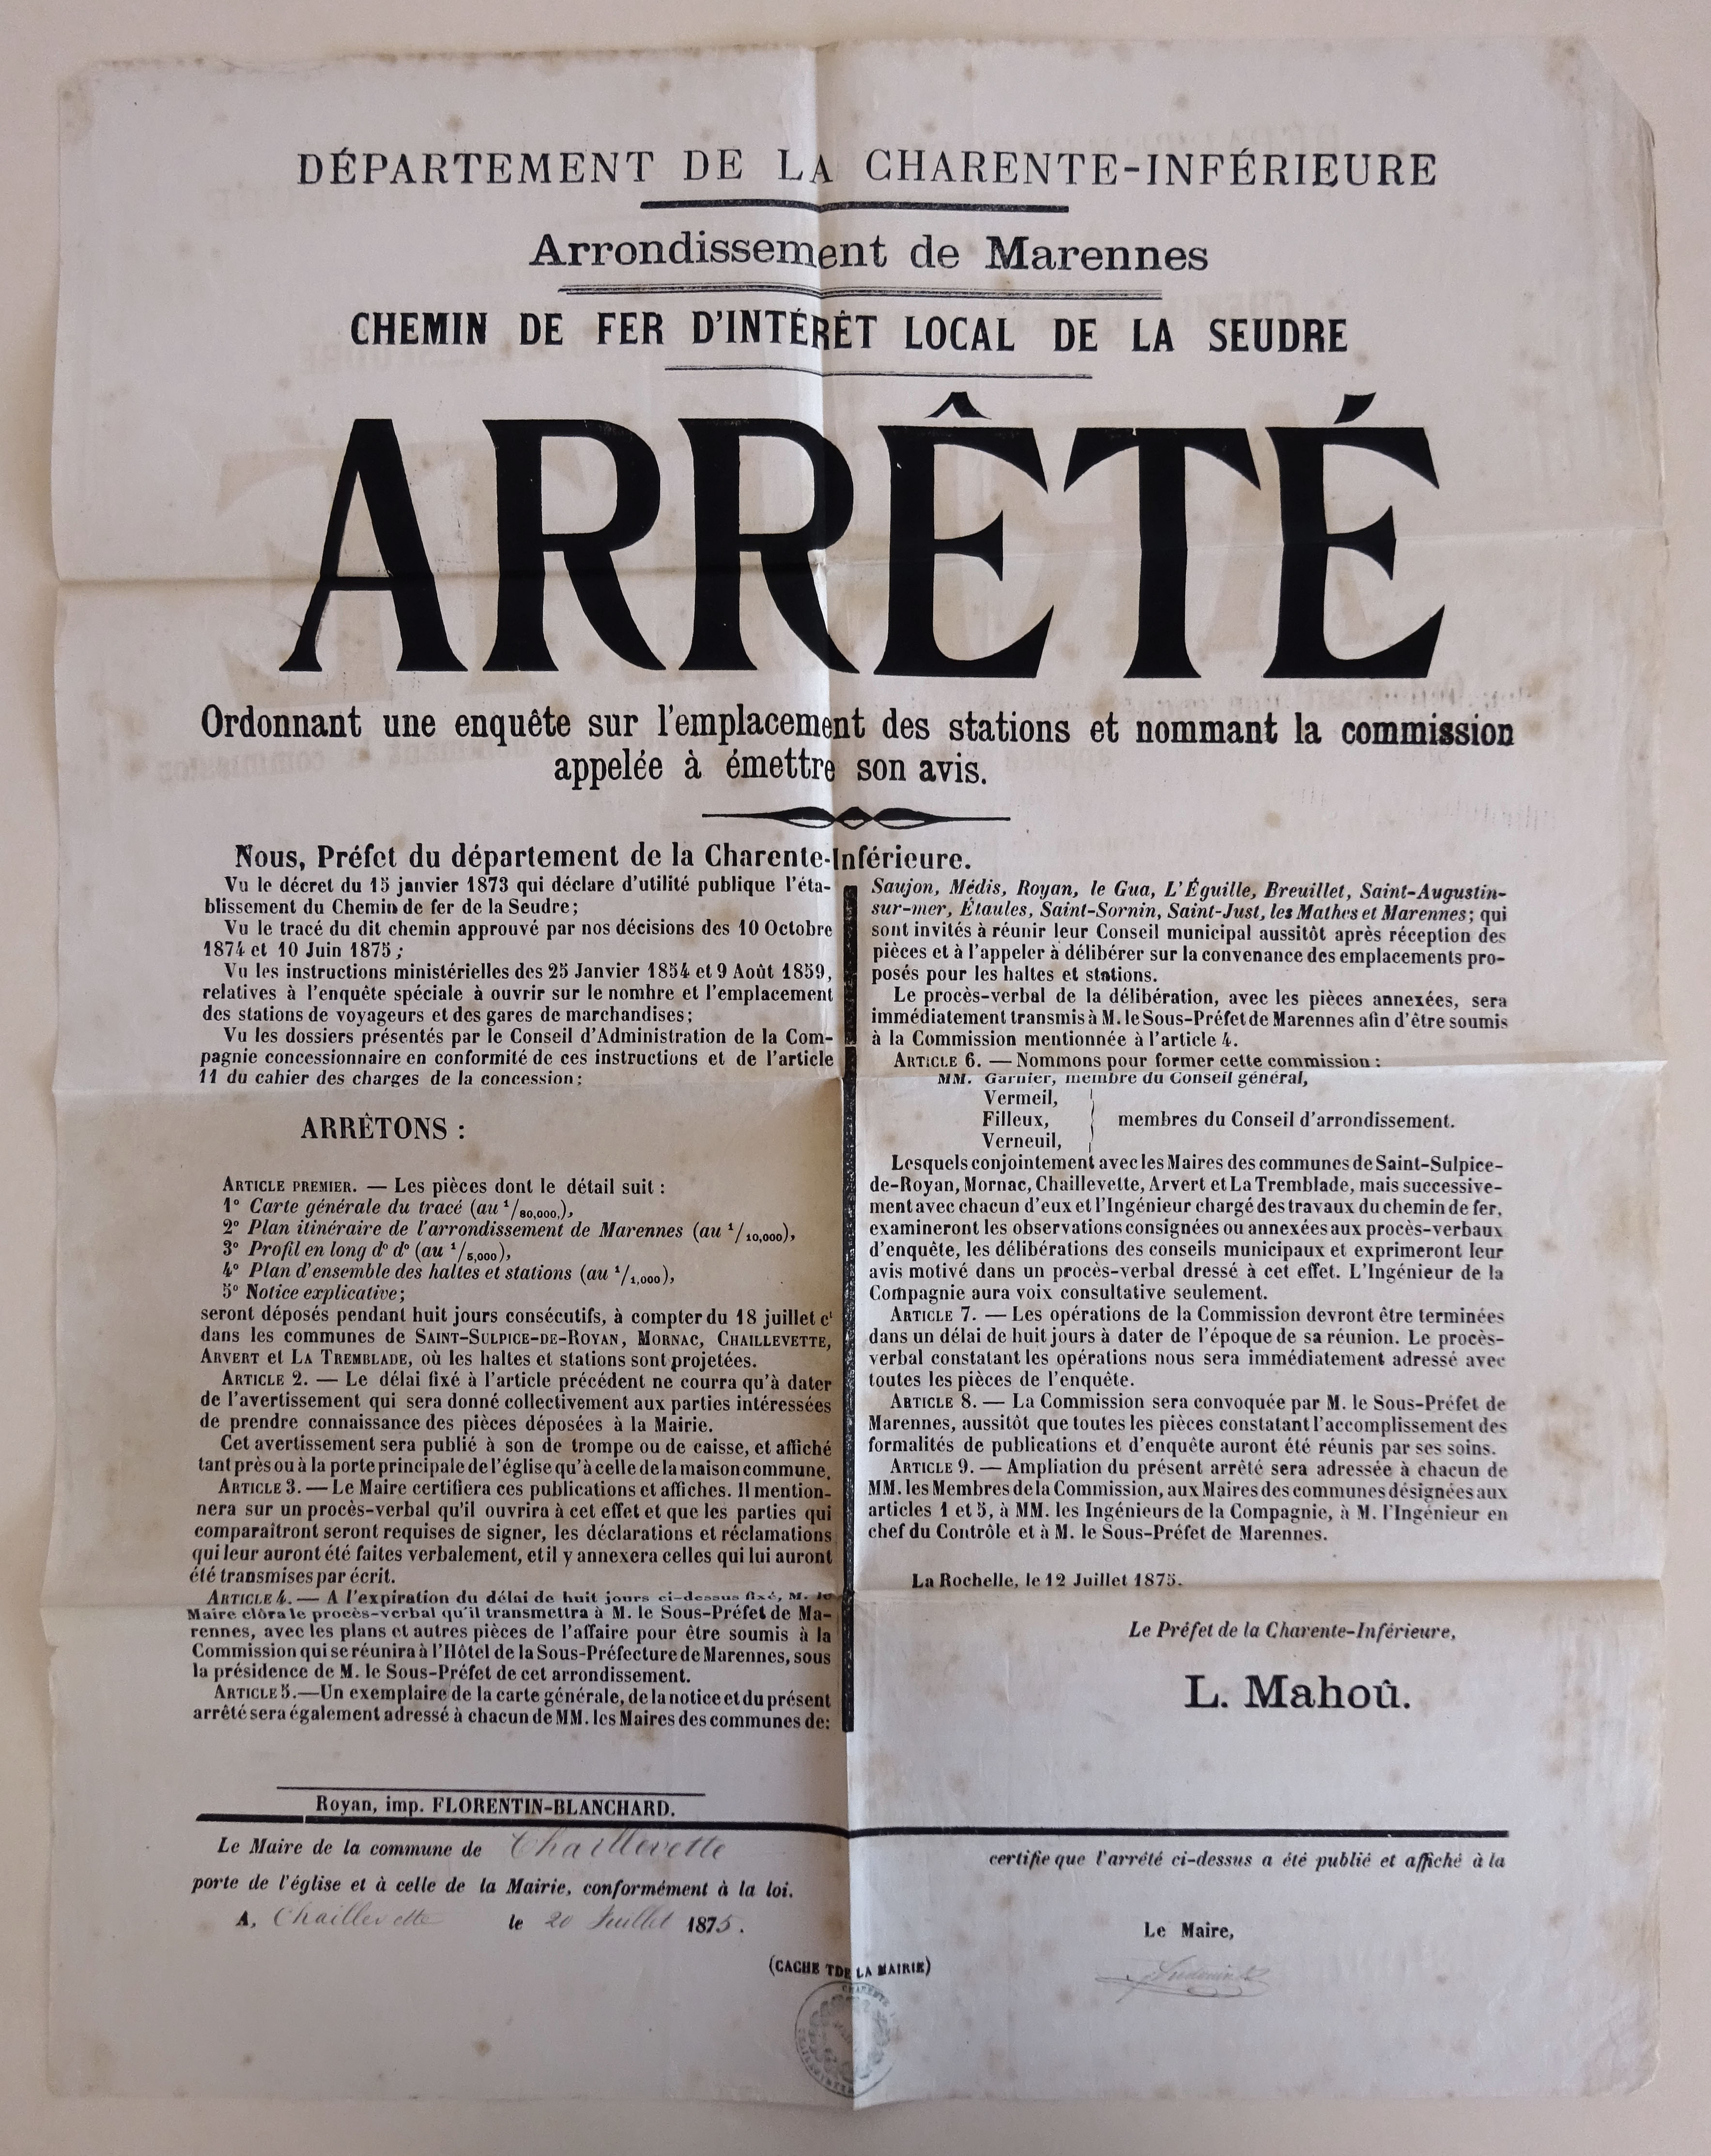 DÉPARTEMENT DE LA CHARENTE-INFÉRIEURE
Arrondissement de Marennes
CHEMIN DE FER D'INTÉRÊT LOCAL DE LA SEUDRE
ARRÊTÉ
Ordonnant une enquête sur l'emplacement des stations et nommant la commission
appelée à émettre son avis.
Nous, Préfet du département de la Charente-Inférieure.
Vu le décret du 15 janvier 1873 qui déclare d'utilité publique l'éta-
blissement du Chemin de fer de la Seudre;
Vu le tracé du dit chemin approuvé par nos décisions des 10 Octobre
1874 et 10 Juin 1875;
Vu les instructions ministérielles des 25 Janvier 1854 et 9 Août 1859,
relatives à l'enquête spéciale à ouvrir sur le nomhre et l'emplacement
des stations de voyageurs et des gares de marchandises;
Vu les dossiers présentés par le Conseil d'Administration de la Com-
pagnie concessionnaire en conformité de ces instructions et de l'article
11 du cahier des charges de la concession:
ARRÊTONS :
ARTICLE PREMIER. — Les pièces dont le détail suit :
1° Carte générale du tracé (au 1/80,000,),
2° Plan itinéraire de l'arrondissement de Marennes (au 1/10,000),
3° Profil en long d° d° (au 1/5,000),
4° Plan d'ensemble des haltes et stations (au 1/1,000),
5° Notice explicative;
seront déposés pendant huit jours consécutifs, à compter du 18 juillet ct
dans les communes de SAINT-SULPICE-DE-ROYAN, MORNAC, CHAILLEVETTE,
ARVERT et LA TREMBLADE, où les haltes et stations sont projetées.
ARTICLE 2. — Le délai fixé à l'article précédent ne courra qu'à dater
de l'avertissement qui sera donné collectivement aux parties intéressées
de prendre connaissance des pièces déposées à la Mairie.
Cet avertissement sera publié à son de trompe ou de caisse, et affiché
tant près ou à la porte principale de l'église qu'à celle de la maison commune.
ARTICLE 3. — Le Maire certifiera ces publications et affiches. Il mention-
nera sur un procès-verbal qu'il ouvrira à cet effet et que les parties qui
comparaîtront seront requises de signer, les déclarations et réclamations
qui leur auront été faites verbalement, et il y annexera celles qui lui auront
été transmises par écrit.
ARTICLE 4. — A l'expiration du délai de huit jours ci-dessus fixé, M. le
Maire clôra le procès-verbal qu'il transmettra à M. le Sous-Préfet de Ma-
rennes, avec les plans et autres pièces de l'affaire pour être soumis à la
Commission qui se réunira à l'Hôtel de la Sous-Préfecture de Marennes, sous
la présidence de M. le Sous-Préfet de cet arrondissement.
ARTICLE 5.—Un exemplaire de la carte générale, de la notice et du présent
arrêté sera également adressé à chacun de MM. les Maires des communes de:
Saujon, Médis, Royan, le Gua, L'Éguille, Breuillet, Saint-Augustin-
sur-mer, Étaules, Saint-Sornin, Saint-Just, les Mathes et Marennes; qui
sont invités à réunir leur Conseil municipal aussitôt après réception des
pièces et à l'appeler à délibérer sur la convenance des emplacements pro-
posés pour les haltes et stations.
Le procès-verbal de la délibération, avec les pièces annexées, sera
immédiatement transmis à M. le Sous-Préfet de Marennes afin d'être soumis
à la Commission mentionnée à l'article 4.
ARTICLE 6. — Nommons pour former cette commission :
MM. Garnier, membre du Conseil général,
Vermeil,
Filleux, membres du Conseil d'arrondissement.
Verneuil,
Lesquels conjointement avec les Maires des communes de Saint-Sulpice-
de-Royan, Mornac, Chaillevette, Arvert et La Tremblade, mais successive-
ment avec chacun d'eux et l'Ingénieur chargé des travaux du chemin de fer,
examineront les observations consignées ou annexées aux procès-verbaux
d'enquête, les délibérations des conseils municipaux et exprimeront leur
avis motivé dans un procès-verbal dressé à cet effet. L'Ingénieur de la
Compagnie aura voix consultative seulement.
ARTICLE 7. — Les opérations de la Commission devront être terminées
dans un délai de huit jours à dater de l'époque de sa réunion. Le procès-
verbal constatant les opérations nous sera immédiatement adressé avec
toutes les pièces de l'enquête.
ARTICLE 8. — La Commission sera convoquée par M. le Sous-Préfet de
Marennes, aussitôt que toutes les pièces constatant l'accomplissement des
formalités de publications et d'enquête auront été réunis par ses soins.
ARTICLE 9. — Ampliation du présent arrêté sera adressée à chacun de
MM. les Membres de la Commission, aux Maires des communes désignées aux
articles 1 et 5, à MM. les Ingénieurs de la Compagnie, à M. l'Ingénieur en
chef du Contrôle et à M. le Sous-Préfet de Marennes.
La Rochelle, le 12 Juillet 1875.
Le Préfet de la Charente-Inférieure,
L. Mahoû.
Royan, imp. FLORENTIN-BLANCHARD.
Le Maire de la commune de Chaillevette certifie que l'arrêté ci-dessus a été publié et affiché à la
porte de l'église et à celle de la Mairie, conformément à la loi.
A, Chaillevette le 20 Juillet 1875.
Le Maire,
(CACHE TDE LA MAIRIE)